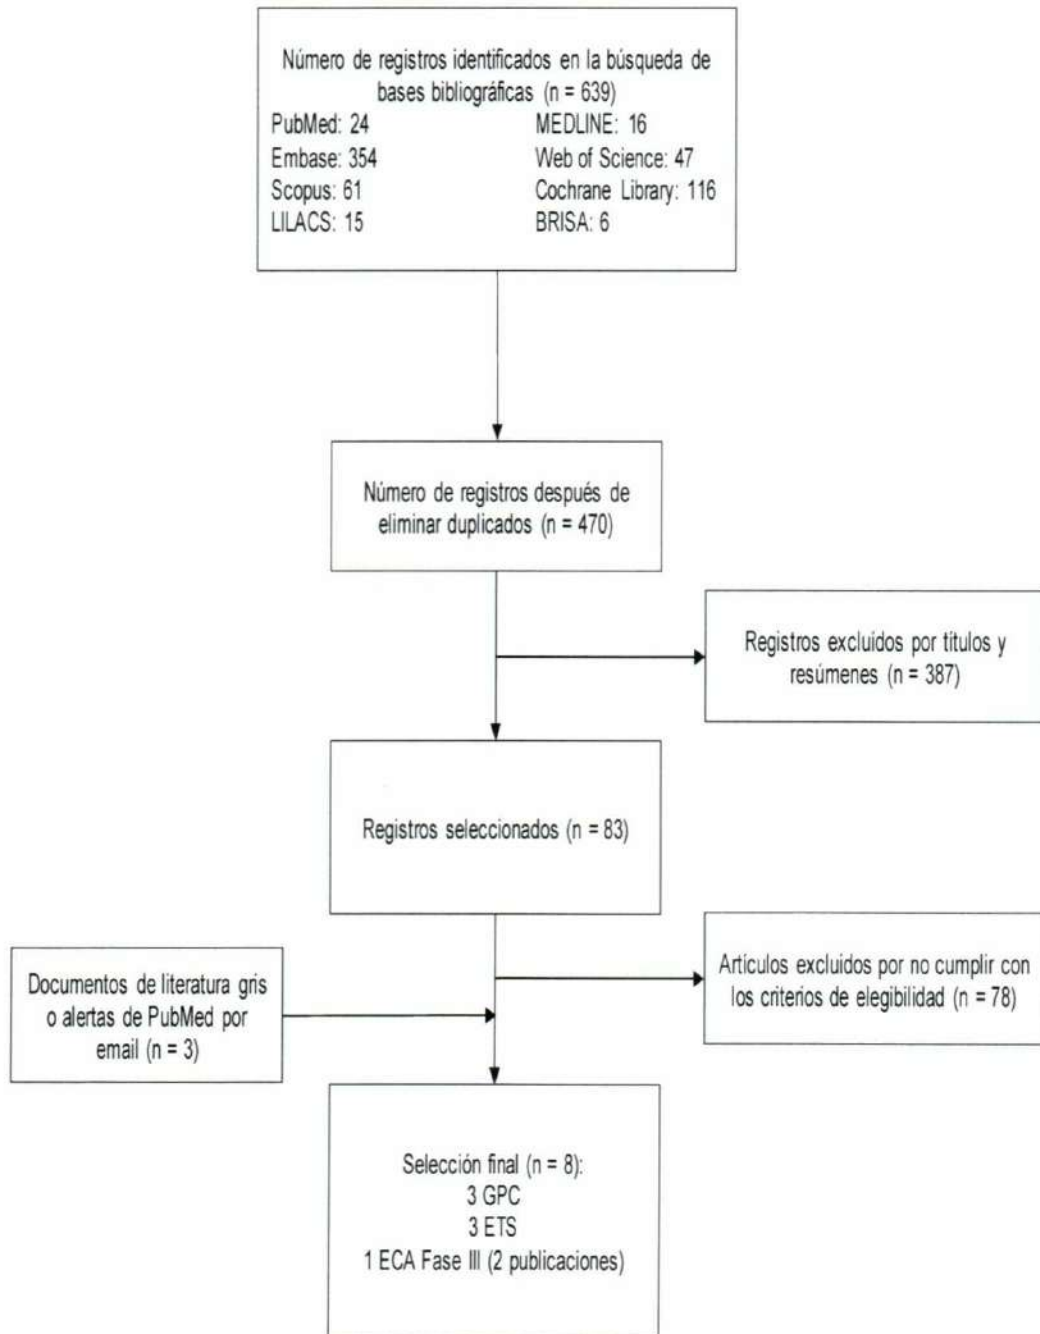 Número de registros identificados en la búsqueda de
bases bibliográficas (n = 639)
PubMed: 24 MEDLINE: 16
Embase: 354 Web of Science: 47
Scopus: 61 Cochrane Library: 116
LILACS: 15 BRISA: 6
Número de registros después de
eliminar duplicados (n = 470)
Registros excluidos por títulos y
resúmenes (n = 387)
Registros seleccionados (n = 83)
Artículos excluidos por no cumplir con
los criterios de elegibilidad (n = 78)
Documentos de literatura gris
o alertas de PubMed por
email (n = 3)
Selección final (n = 8):
3 GPC
3 ETS
1 ECA Fase III (2 publicaciones)